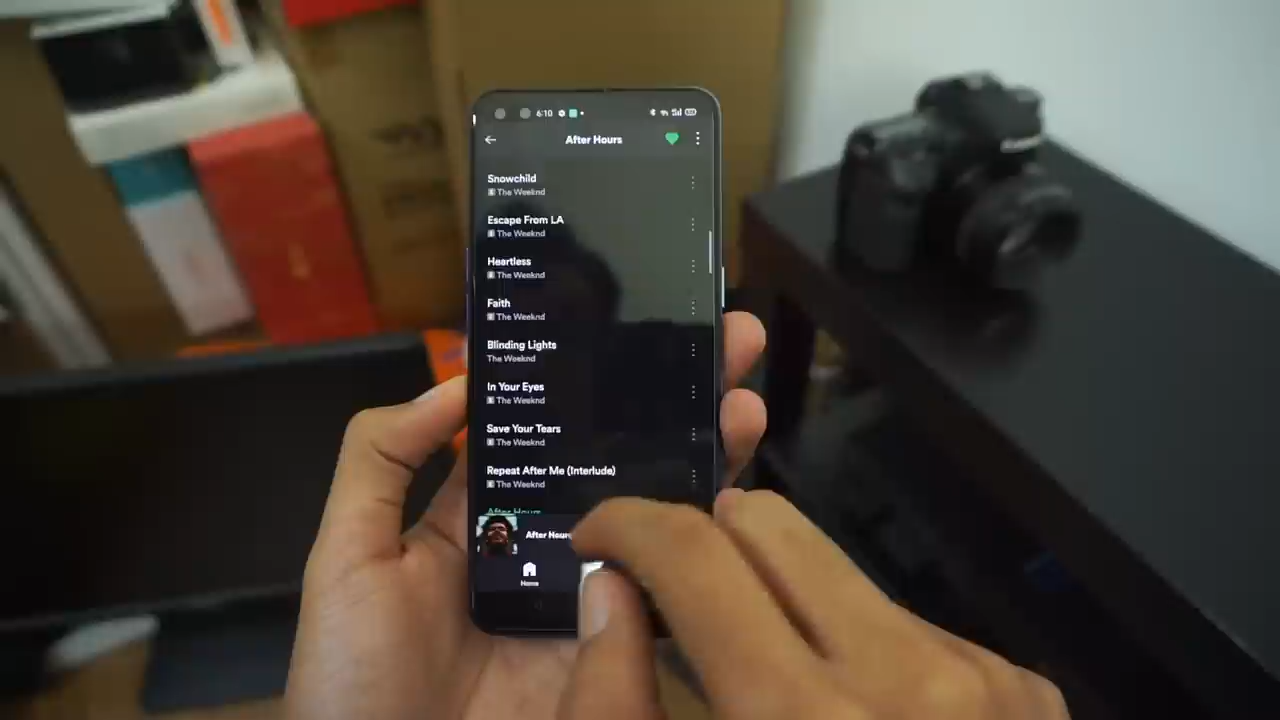 6:10
After Hours
Snowchild
E The Weeknd
Escape From LA
E The Weeknd
Heartless
E The Weeknd
Faith
E The Weeknd
Blinding Lights
The Weeknd
In Your Eyes
E The Weeknd
Save Your Tears
E The Weeknd
Repeat After Me (Interlude)
E The Weeknd
After Hours
After Hours
Home